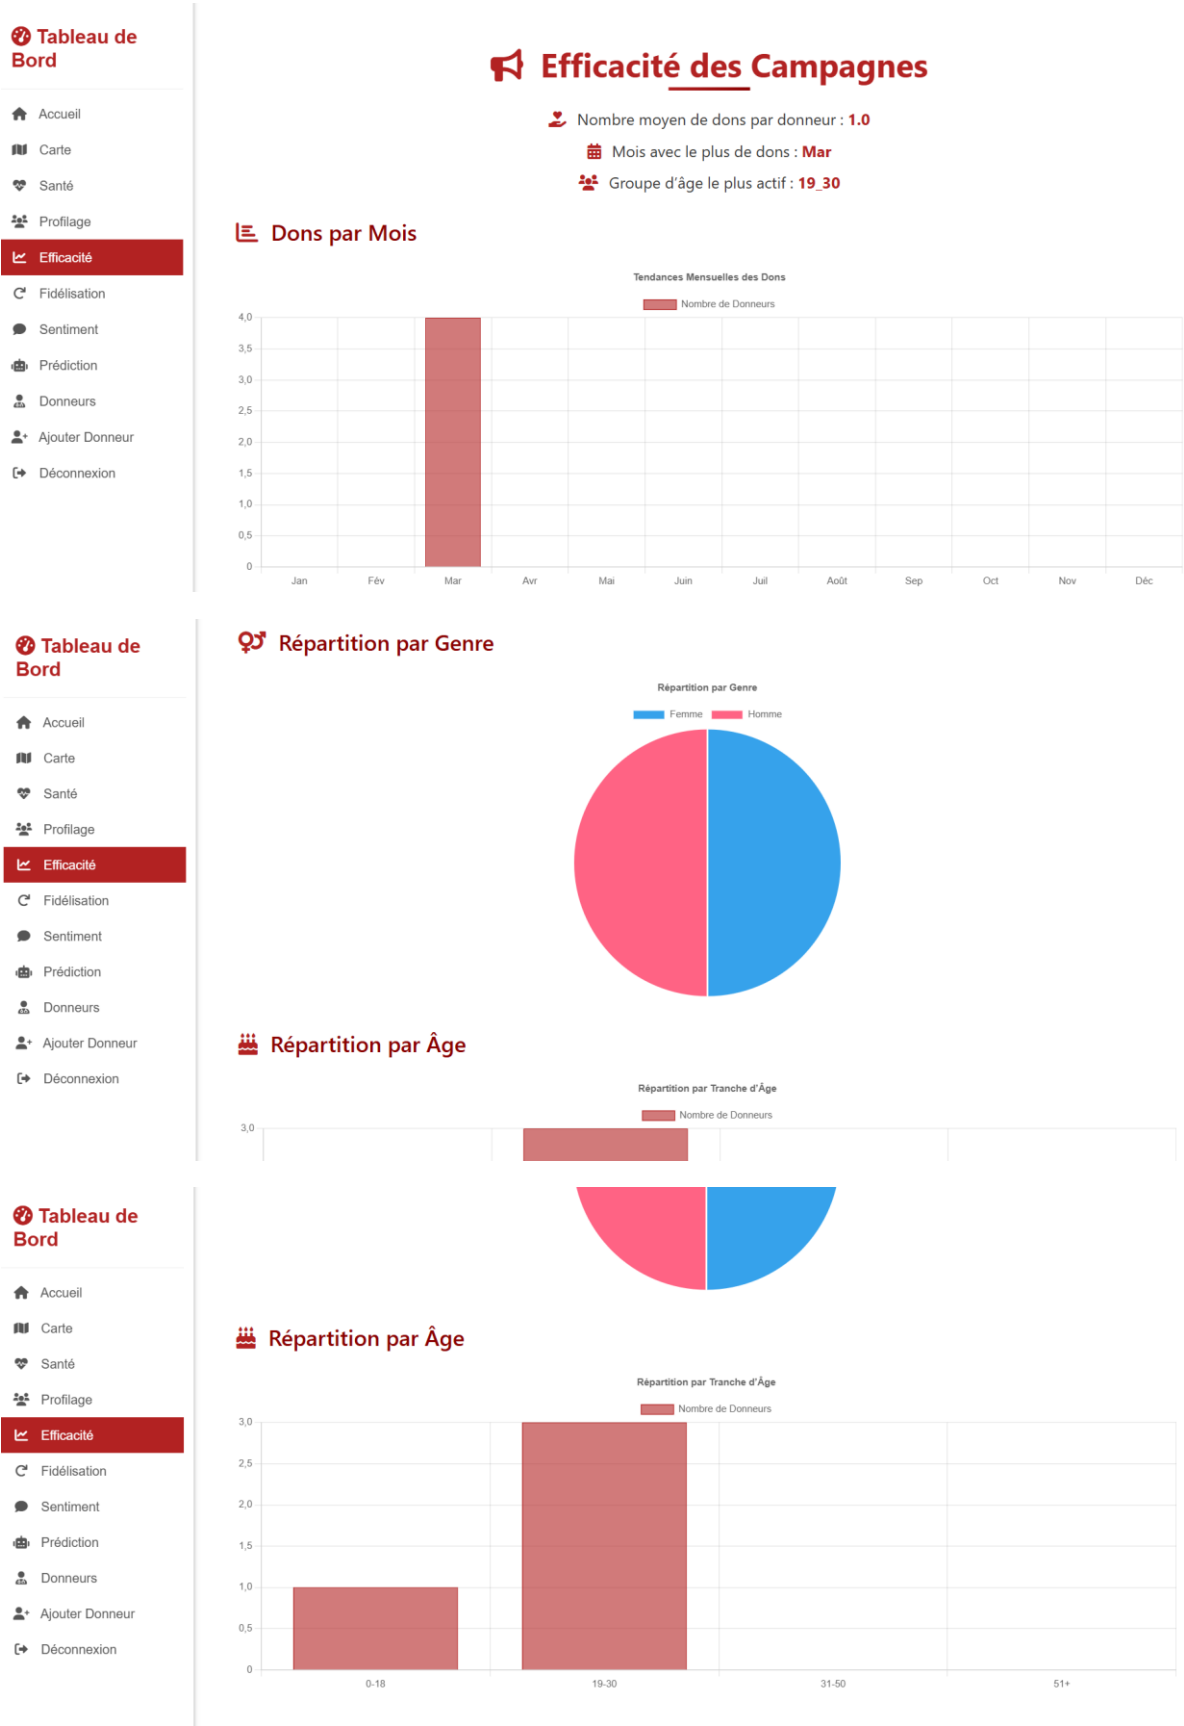 Tableau de
Bord
Accueil
Carte
Santé
Profilage
Efficacité
Fidélisation
Sentiment
Prédiction
Donneurs
Ajouter Donneur
Déconnexion
Efficacité des Campagnes
Nombre moyen de dons par donneur : 1.0
Mois avec le plus de dons : Mar
Groupe d'âge le plus actif : 19_30
Dons par Mois
Tendances Mensuelles des Dons
Nombre de Donneurs
4,0
3,5
3,0
2,5
2,0
1,5
1,0
0,5
0
Jan Fév Mar Avr Mai Juin Juil Août Sep Oct Nov Déc
Tableau de
Bord
Accueil
Carte
Santé
Profilage
Efficacité
Fidélisation
Sentiment
Prédiction
Donneurs
Ajouter Donneur
Déconnexion
Répartition par Genre
Répartition par Genre
Femme Homme
Répartition par Âge
Répartition par Tranche d'Âge
Nombre de Donneurs
3,0
Tableau de
Bord
Accueil
Carte
Santé
Profilage
Efficacité
Fidélisation
Sentiment
Prédiction
Donneurs
Ajouter Donneur
Déconnexion
Répartition par Âge
Répartition par Tranche d'Âge
Nombre de Donneurs
3,0
2,5
2,0
1,5
1,0
0,5
0
0-18 19-30 31-50 51+